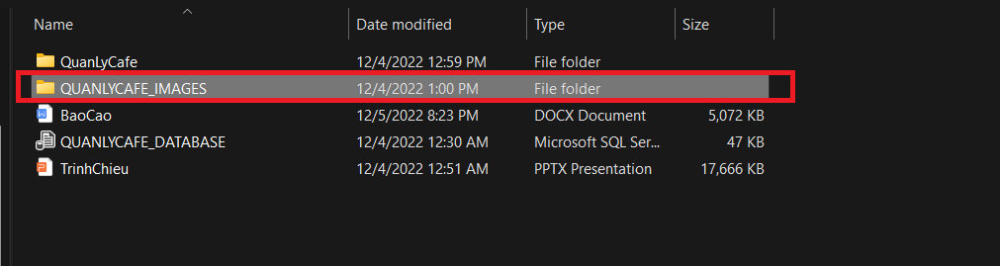 Name Date modified Type Size
QuanLyCafe 12/4/2022 12:59 PM File folder
QUANLYCAFE_IMAGES 12/4/2022 1:00 PM File folder
BaoCao 12/5/2022 8:23 PM DOCX Document 5,072 KB
QUANLYCAFE_DATABASE 12/4/2022 12:30 AM Microsoft SQL Ser... 47 KB
TrinhChieu 12/4/2022 12:51 AM PPTX Presentation 17,666 KB